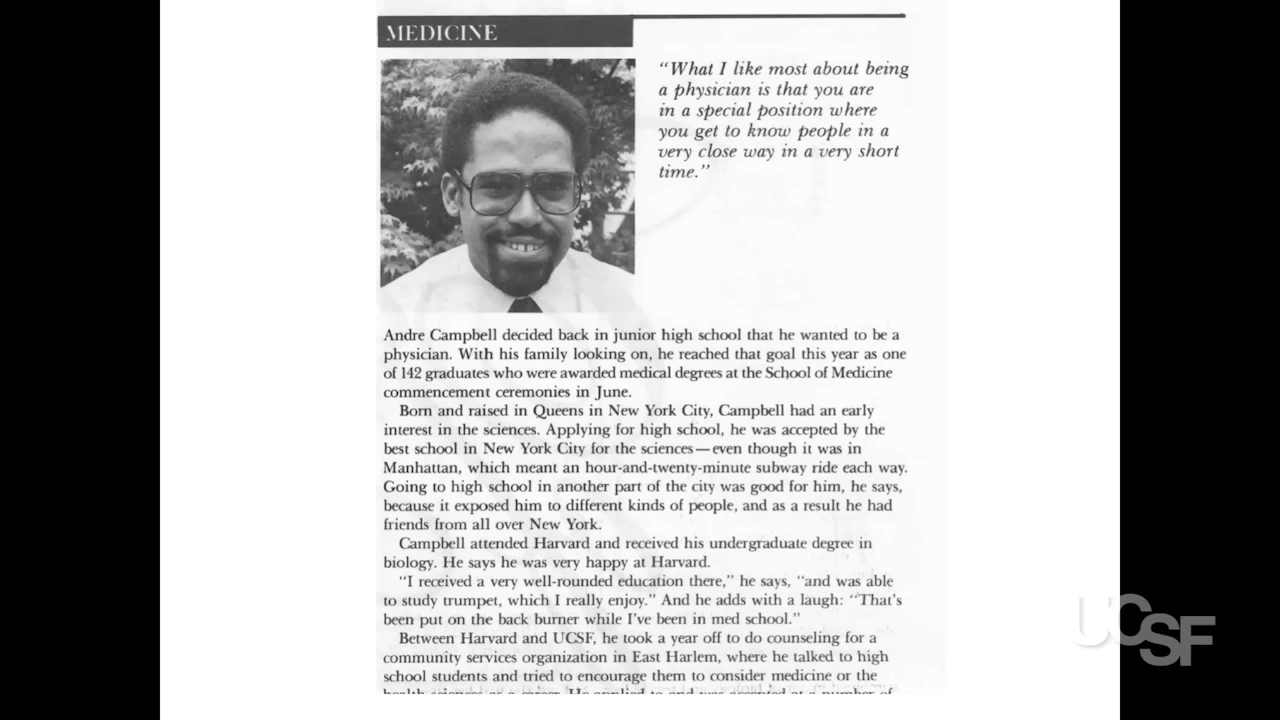 MEDICINE
“What I like most about being
a physician is that you are
in a special position where
you get to know people in a
very close way in a very short
time.”
Andre Campbell decided back in junior high school that he wanted to be a
physician. With his family looking on, he reached that goal this year as one
of 142 graduates who were awarded medical degrees at the School of Medicine
commencement ceremonies in June.
Born and raised in Queens in New York City, Campbell had an early
interest in the sciences. Applying for high school, he was accepted by the
best school in New York City for the sciences—even though it was in
Manhattan, which meant an hour-and-twenty-minute subway ride each way.
Going to high school in another part of the city was good for him, he says,
because it exposed him to different kinds of people, and as a result he had
friends from all over New York.
Campbell attended Harvard and received his undergraduate degree in
biology. He says he was very happy at Harvard.
“I received a very well-rounded education there,” he says, “and was able
to study trumpet, which I really enjoy.” And he adds with a laugh: “That’s
been put on the back burner while I’ve been in med school.”
Between Harvard and UCSF, he took a year off to do counseling for a
community services organization in East Harlem, where he talked to high
school students and tried to encourage them to consider medicine or the
health sciences as a career. He applied to and was accepted at a number of
UCSF